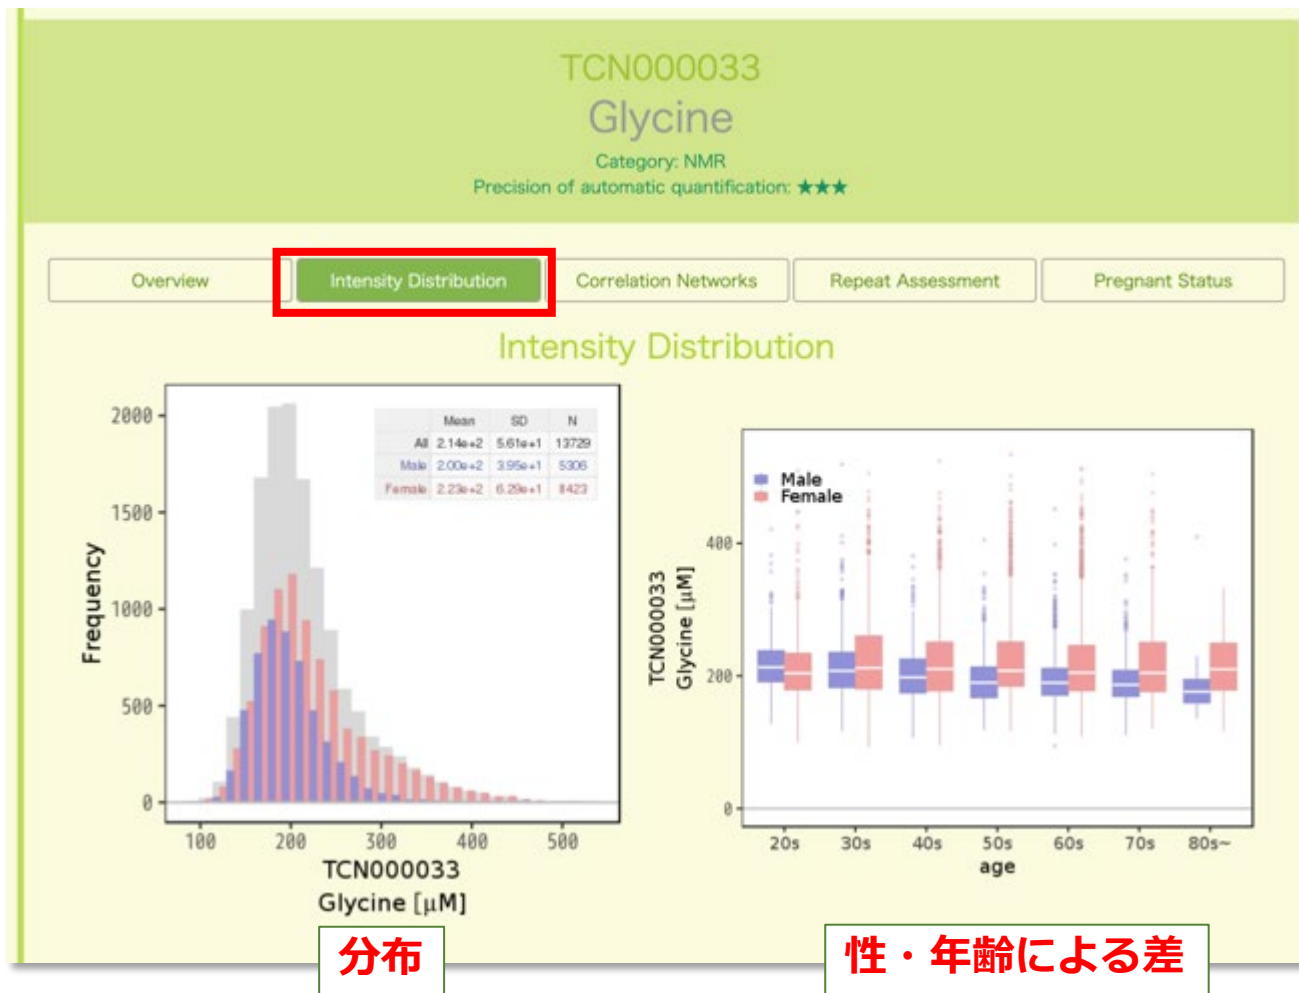 TCN000033
Glycine
Category: NMR
Precision of automatic quantification: ★★★
Overview
Intensity Distribution
Correlation Networks
Repeat Assessment
Pregnant Status
Intensity Distribution
Frequency
2000
1500
1000
500
0
100 200 300 400 500
TCN000033
Glycine [μM]
Mean SD N
All 2.14e+2 5.61e+1 13729
Male 2.00e+2 3.95e+1 5306
Female 2.23e+2 6.29e+1 8423
分布
TCN000033
Glycine [μM]
Male
Female
400
200
0
20s 30s 40s 50s 60s 70s 80s~
age
性・年齢による差